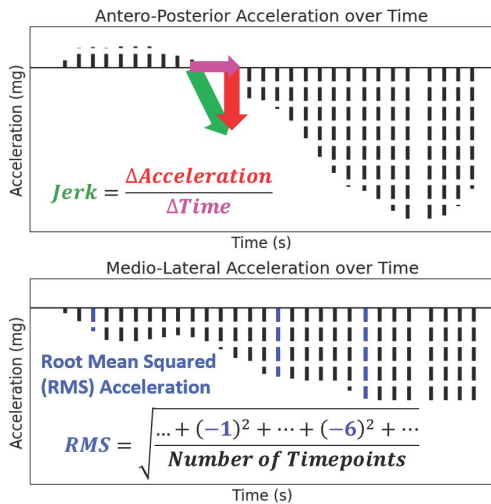 Antero-Posterior Acceleration over Time
Acceleration (mg)
Jerk = ΔAcceleration / ΔTime
Time (s)
Medio-Lateral Acceleration over Time
Acceleration (mg)
Root Mean Squared
(RMS) Acceleration
RMS = √((... + (−1)² + ⋯ + (−6)² + ⋯) / Number of Timepoints)
Time (s)